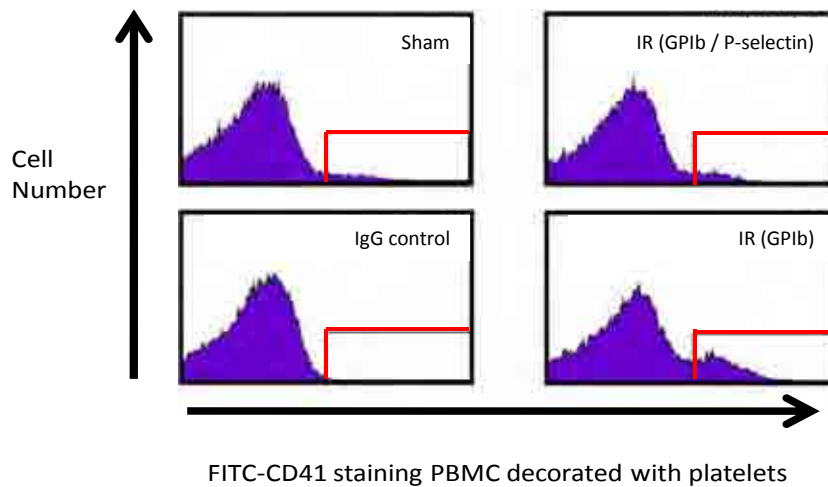 Sham
IR (GPIb / P-selectin)
Cell
Number
IgG control
IR (GPIb)
FITC-CD41 staining PBMC decorated with platelets